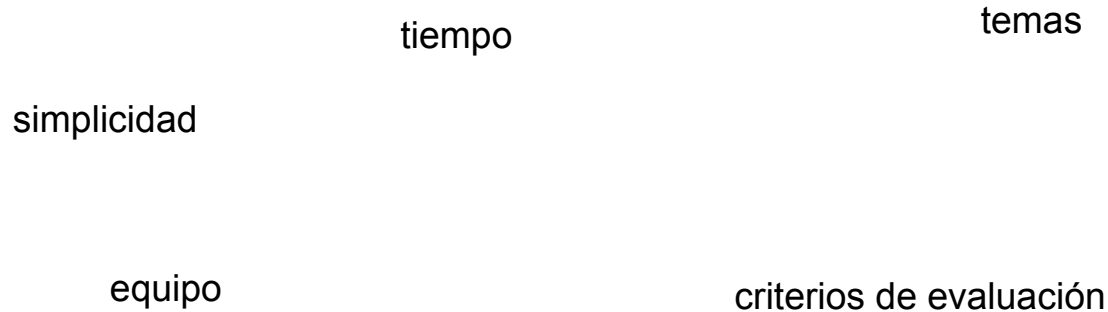 temas
tiempo
simplicidad
equipo
criterios de evaluación